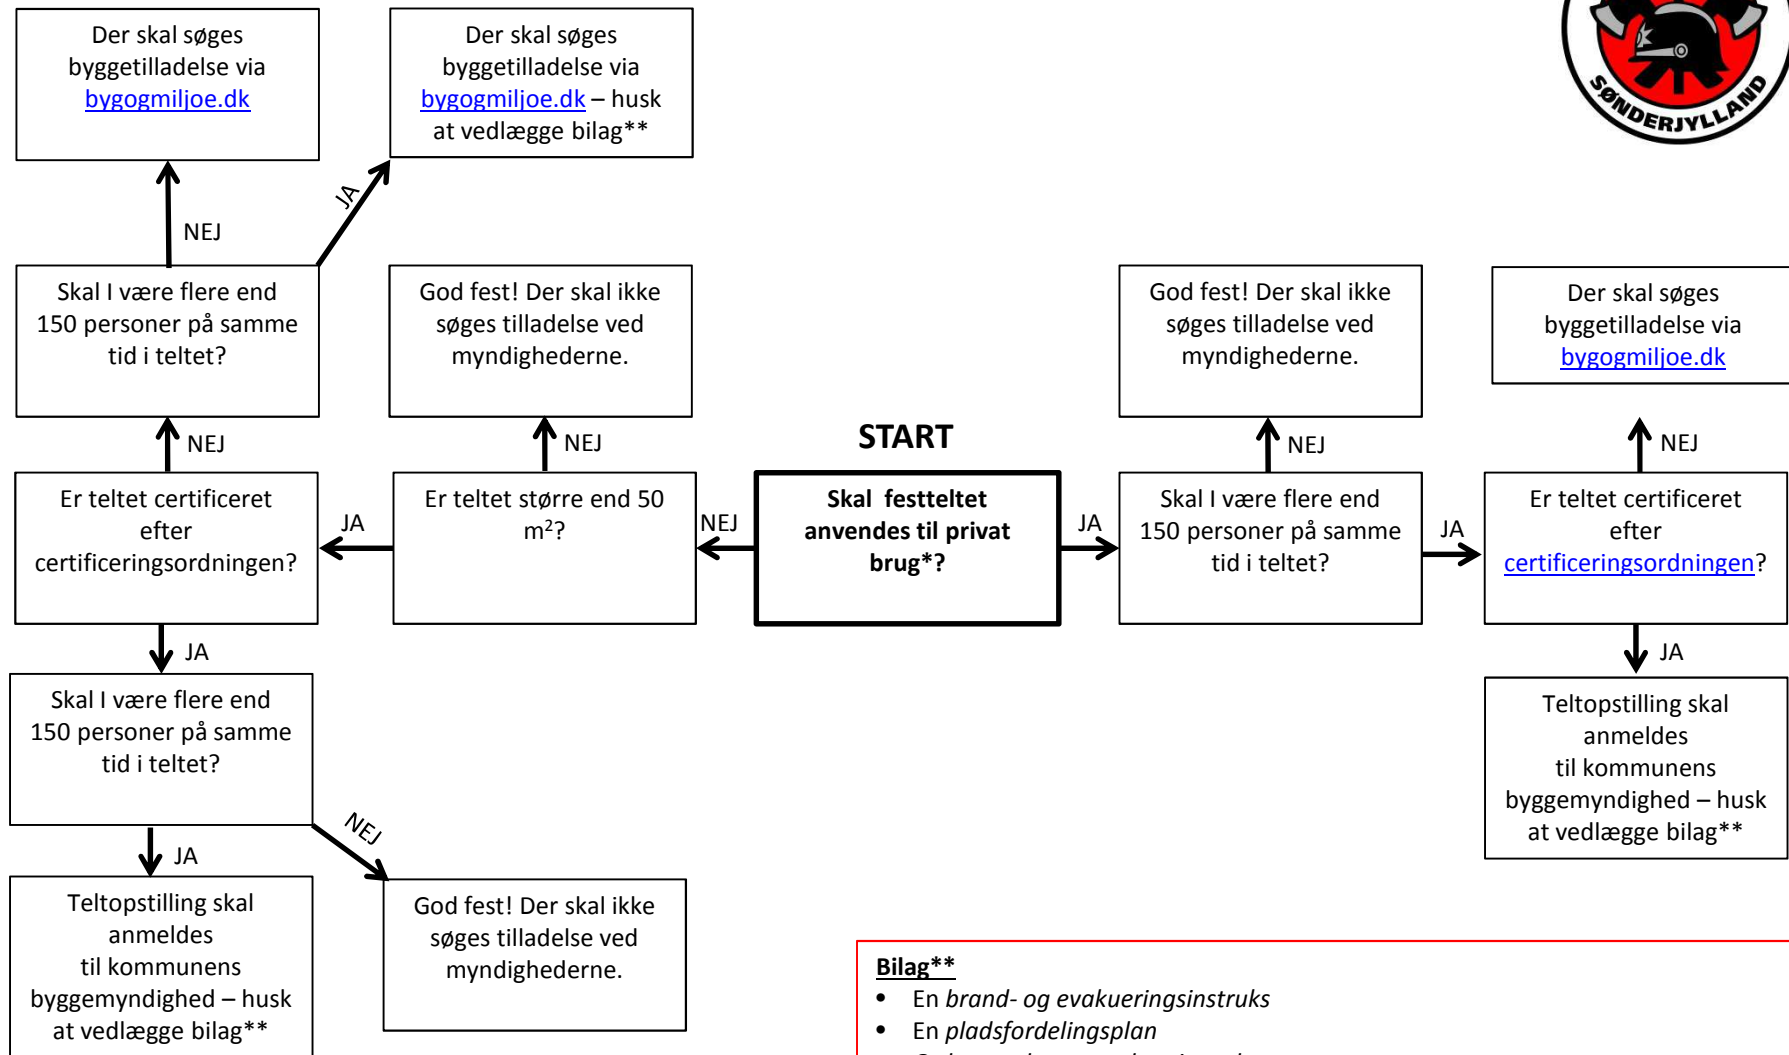 SØNDERJYLLAND
Der skal søges
byggetilladelse via
bygogmiljoe.dk
Der skal søges
byggetilladelse via
bygogmiljoe.dk – husk
at vedlægge bilag**
NEJ
JA
Skal I være flere end
150 personer på samme
tid i teltet?
God fest! Der skal ikke
søges tilladelse ved
myndighederne.
God fest! Der skal ikke
søges tilladelse ved
myndighederne.
Der skal søges
byggetilladelse via
bygogmiljoe.dk
NEJ
NEJ
START
NEJ
NEJ
Er teltet certificeret
efter
certificeringsordningen?
JA
Er teltet større end 50
m²?
NEJ
Skal festteltet
anvendes til privat
brug*?
JA
Skal I være flere end
150 personer på samme
tid i teltet?
JA
Er teltet certificeret
efter
certificeringsordningen?
JA
JA
Skal I være flere end
150 personer på samme
tid i teltet?
Teltopstilling skal
anmeldes
til kommunens
byggemyndighed – husk
at vedlægge bilag**
JA
NEJ
Teltopstilling skal
anmeldes
til kommunens
byggemyndighed – husk
at vedlægge bilag**
God fest! Der skal ikke
søges tilladelse ved
myndighederne.
Bilag**
• En brand- og evakueringsinstruks
• En pladsfordelingsplan